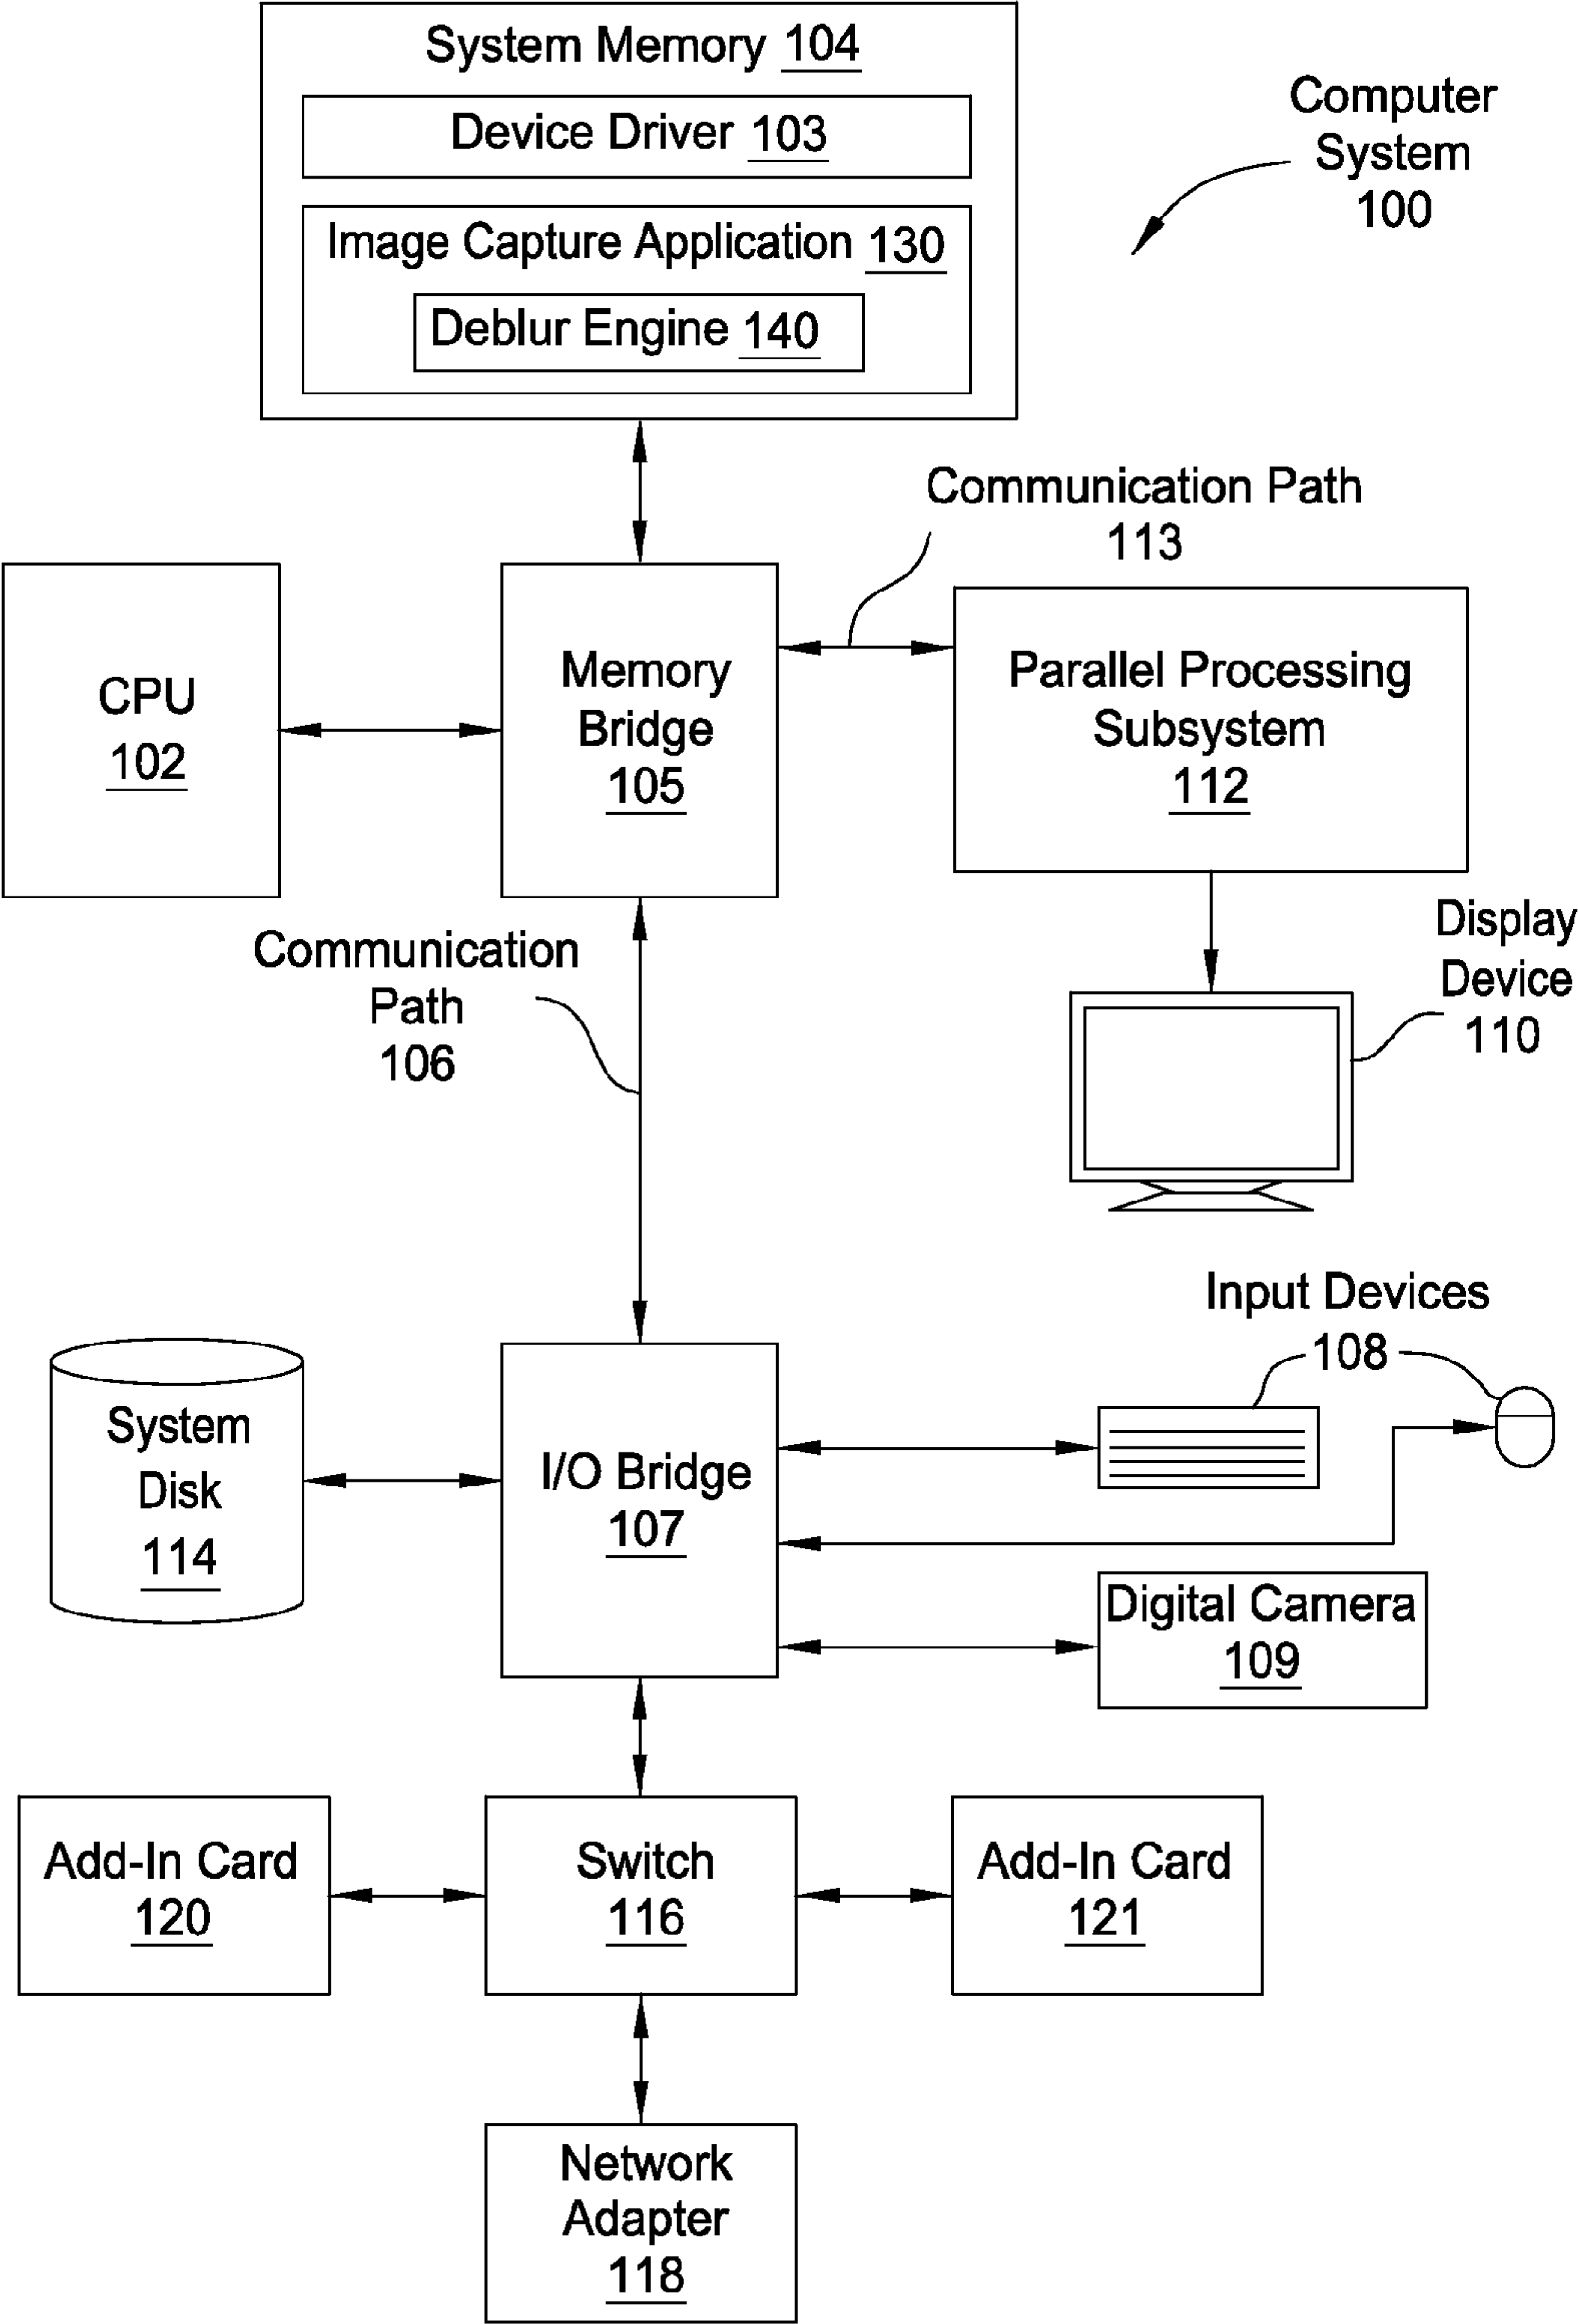 System Memory 104
Device Driver 103
Image Capture Application 130
Deblur Engine 140
Computer
System
100
Communication Path
113
CPU
102
Memory
Bridge
105
Parallel Processing
Subsystem
112
Communication
Path
106
Display
Device
110
Input Devices
108
System
Disk
114
I/O Bridge
107
Digital Camera
109
Add-In Card
120
Switch
116
Add-In Card
121
Network
Adapter
118